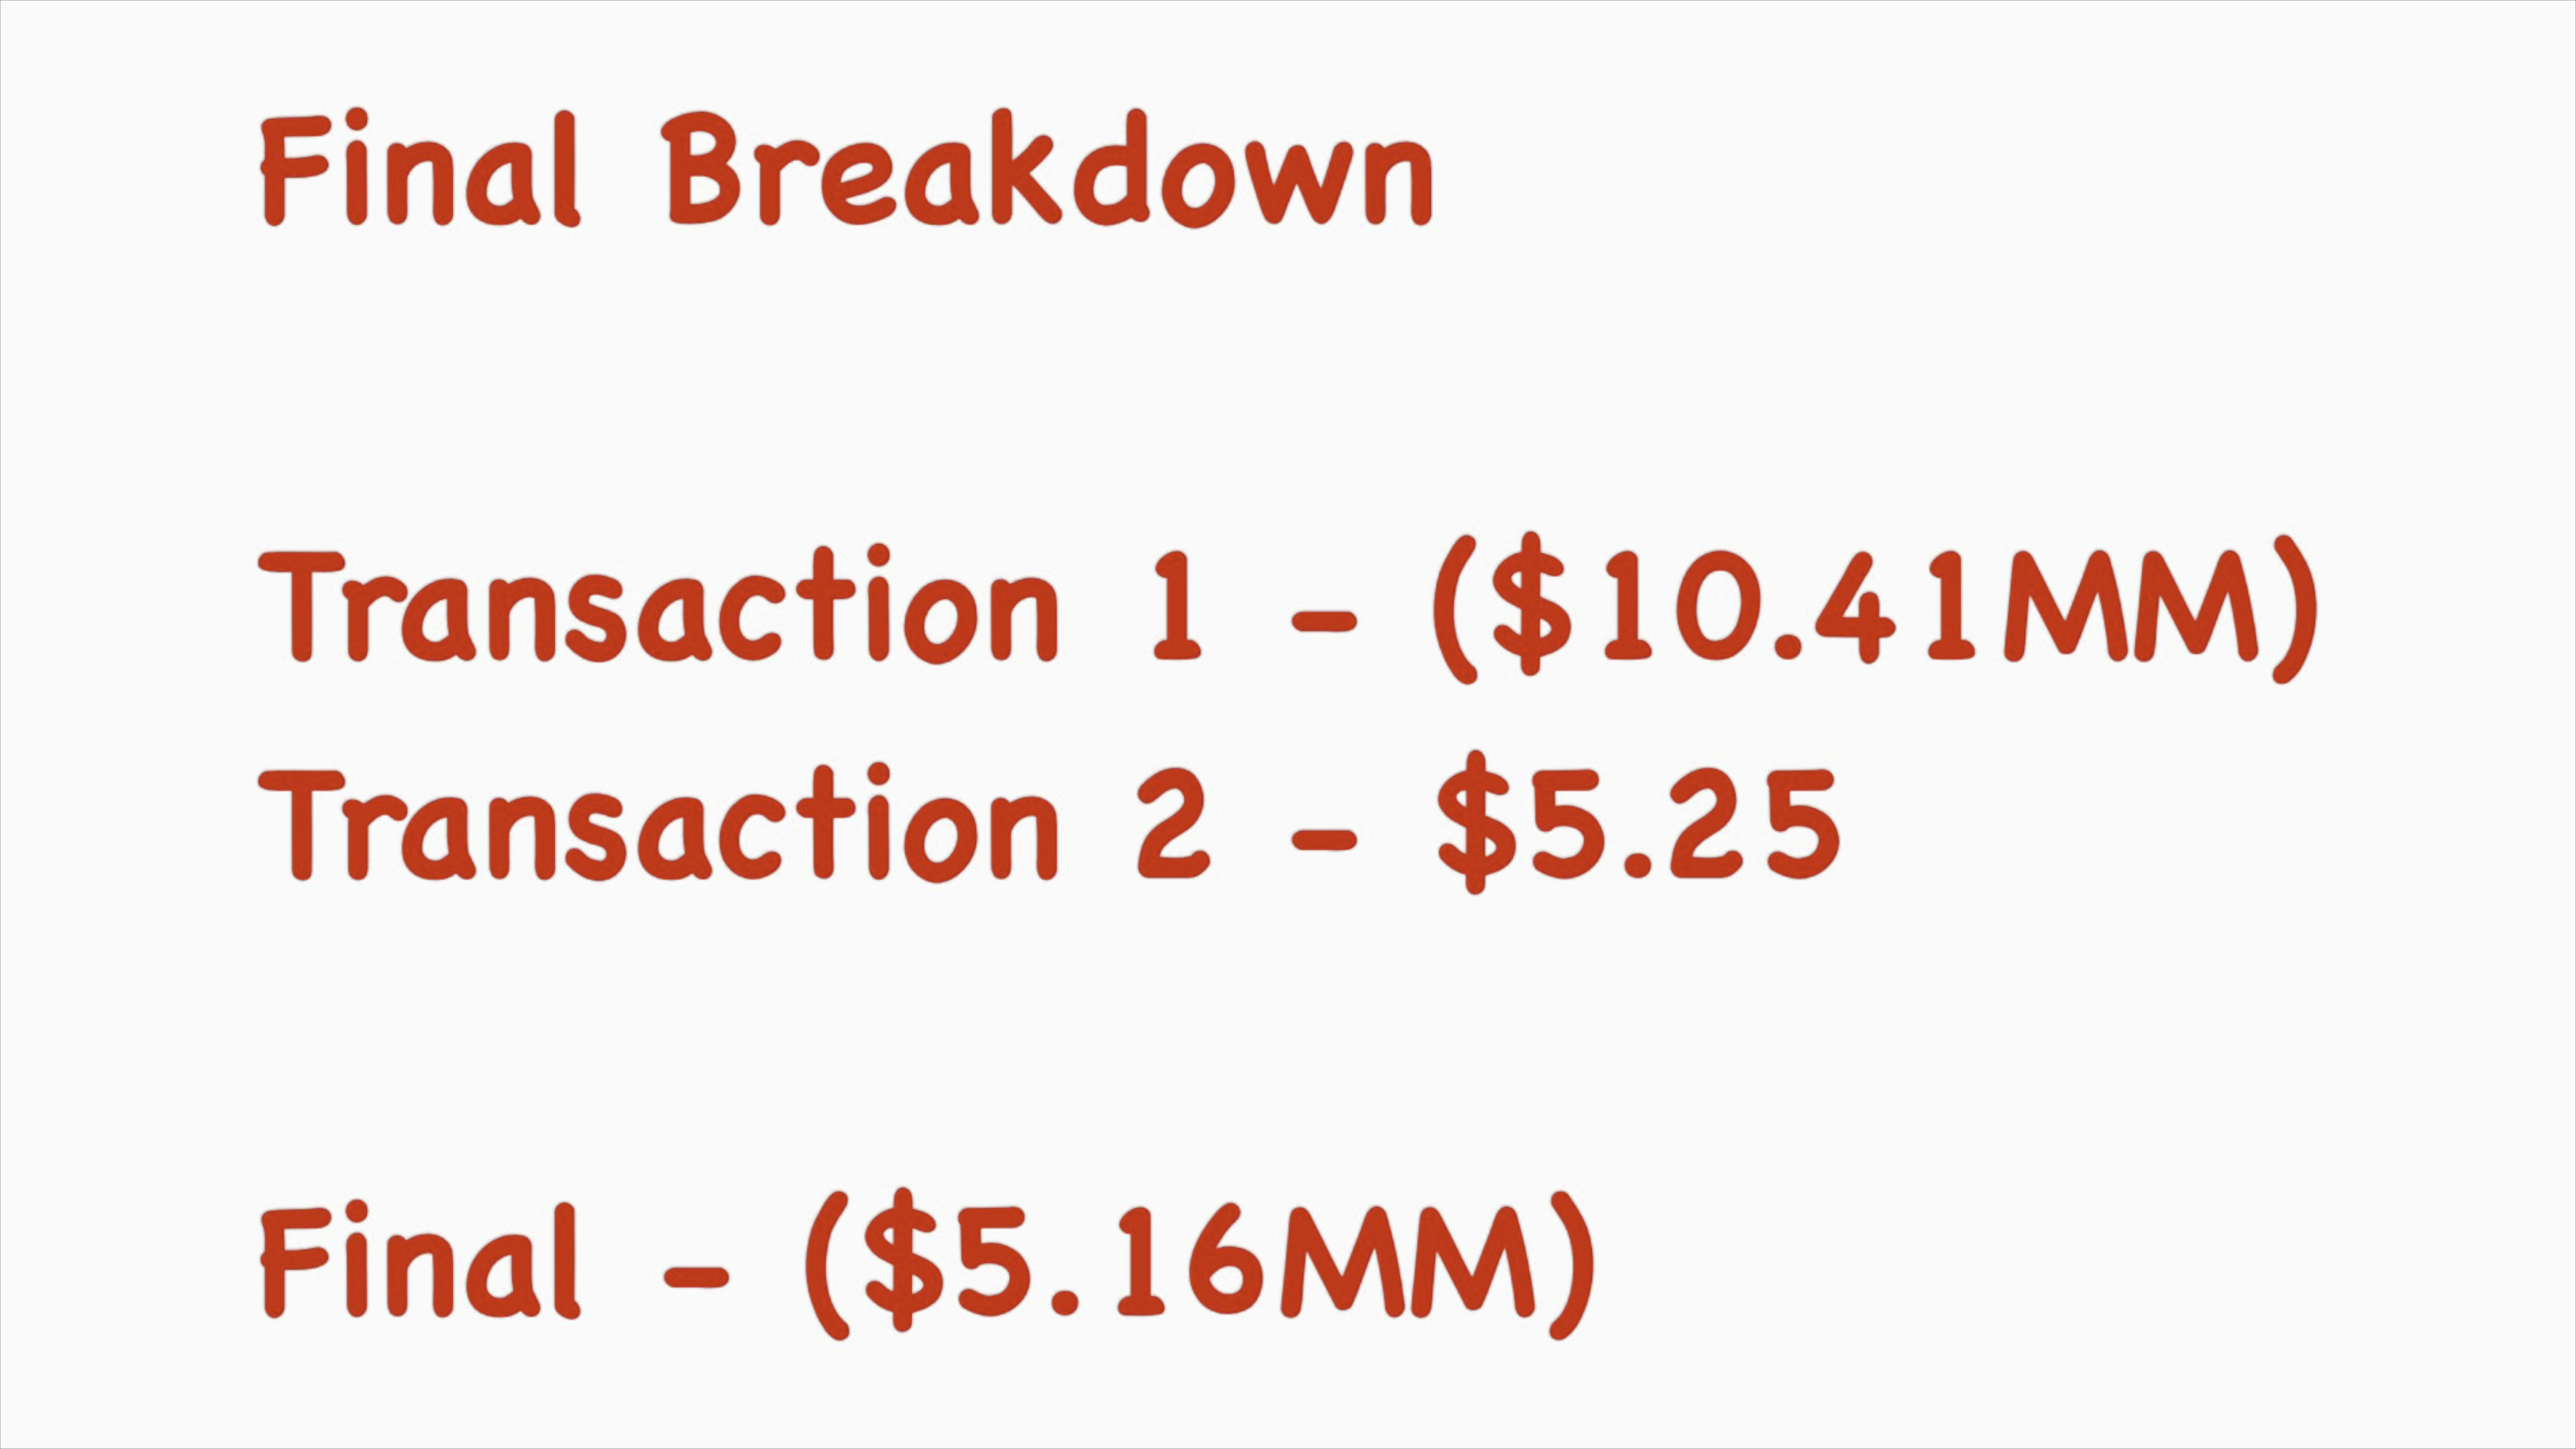 Final Breakdown
Transaction 1 - ($10.41MM)
Transaction 2 - $5.25
Final - ($5.16MM)